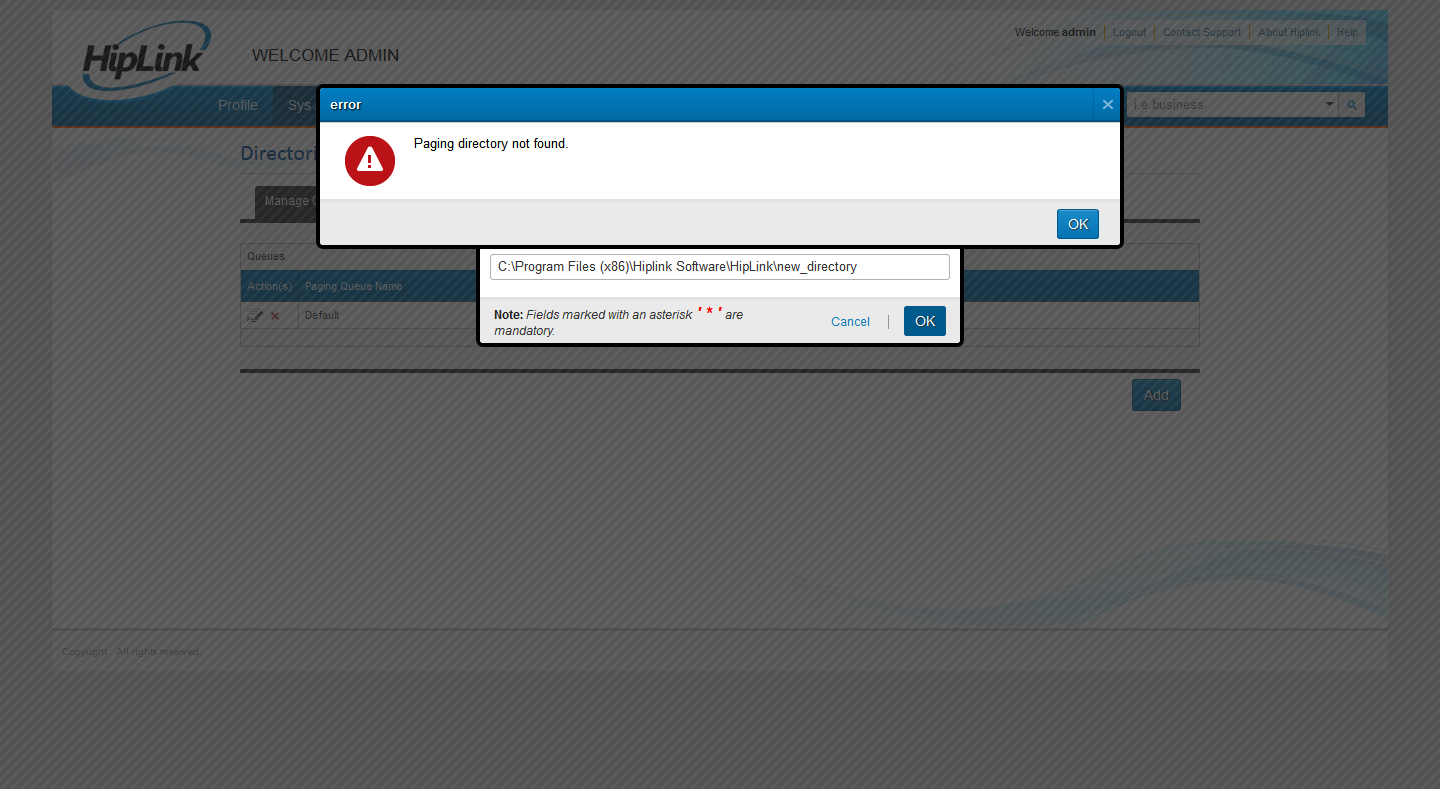 HipLink
WELCOME ADMIN
Welcome admin
Logout
Contact Support
About Hiplink
Help
Profile
Sys
i.e.business
error
Paging directory not found.
OK
Manage
Queues
Action(s)
Paging Queue Name
Default
C:\Program Files (x86)\Hiplink Software\HipLink\new_directory
Note: Fields marked with an asterisk ' * ' are
mandatory.
Cancel
OK
Add
Copyright . All rights reserved.